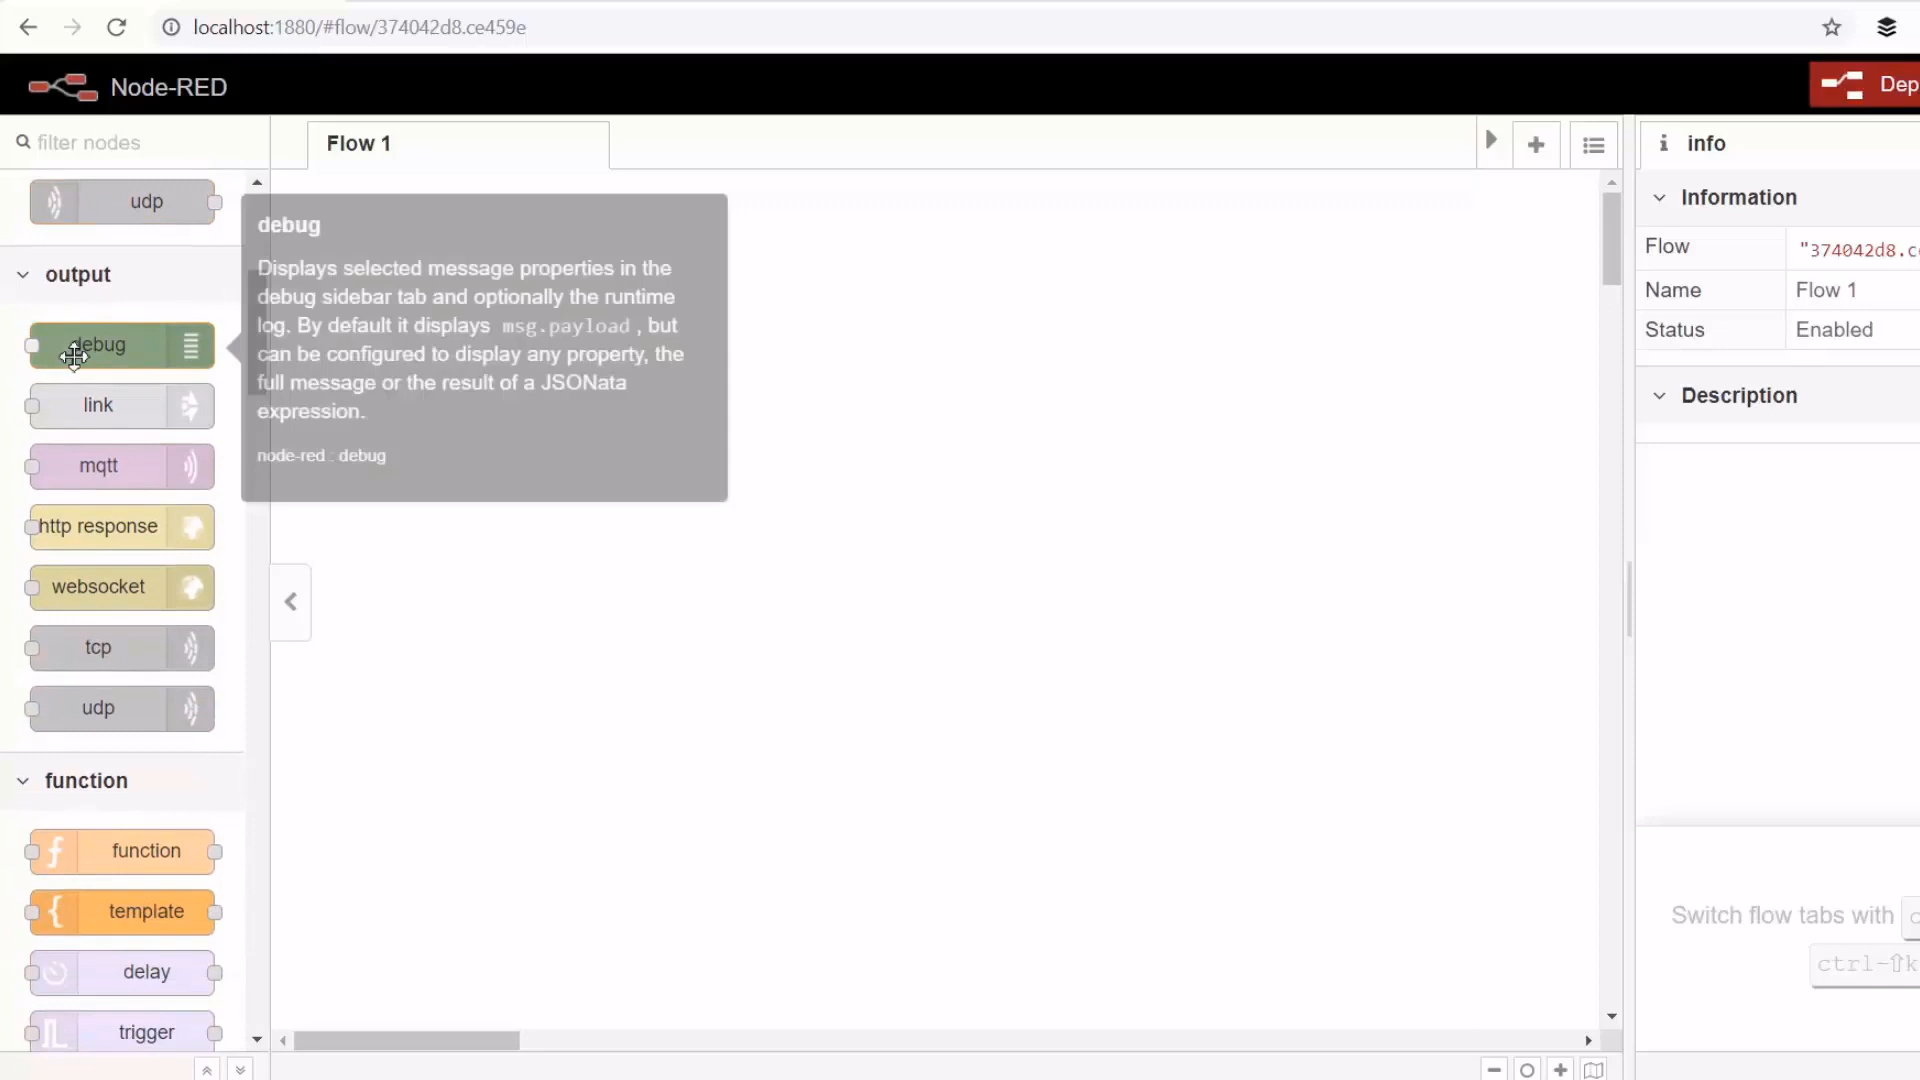 localhost:1880/#flow/374042d8.ce459e
Node-RED
Dep
filter nodes
Flow 1
info
udp
output
debug
link
mqtt
http response
websocket
tcp
udp
function
function
template
delay
trigger
debug
Displays selected message properties in the
debug sidebar tab and optionally the runtime
log. By default it displays msg.payload , but
can be configured to display any property, the
full message or the result of a JSONata
expression.
node-red : debug
Information
Flow "374042d8.c
Name Flow 1
Status Enabled
Description
Switch flow tabs with
ctrl-⇧k